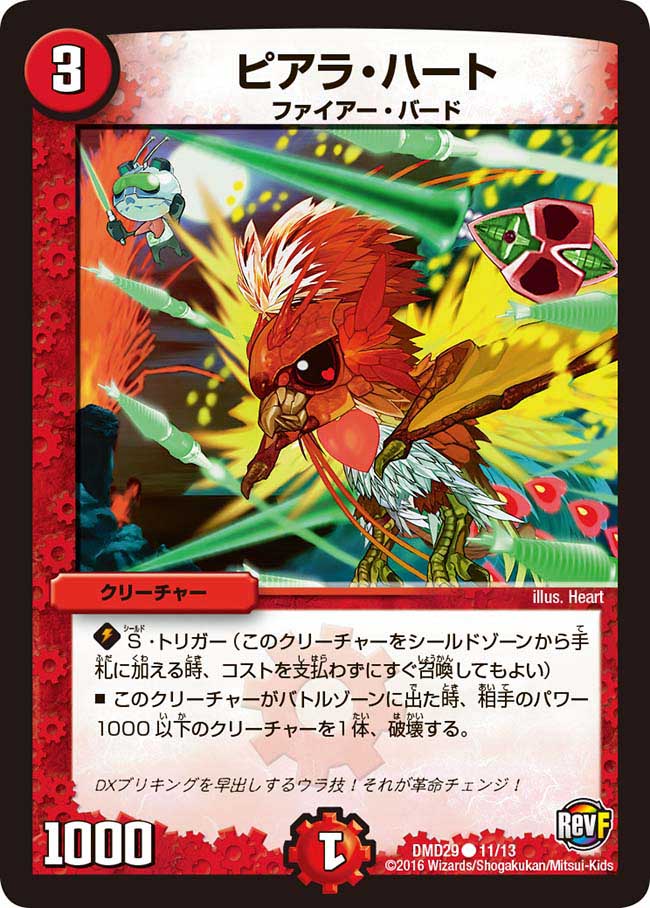 3
ピアラ・ハート
ファイアー・バード
クリーチャー
illus. Heart
S・トリガー（このクリーチャーをシールドゾーンから手
札に加える時、コストを支払わずにすぐ召喚してもよい）
■ このクリーチャーがバトルゾーンに出た時、相手のパワー
1000以下のクリーチャーを1体、破壊する。
DXブリキングを早出しするウラ技！それが革命チェンジ！
RevF
1000
1
DMD29 ● 11/13
©2016 Wizards/Shogakukan/Mitsui-Kids